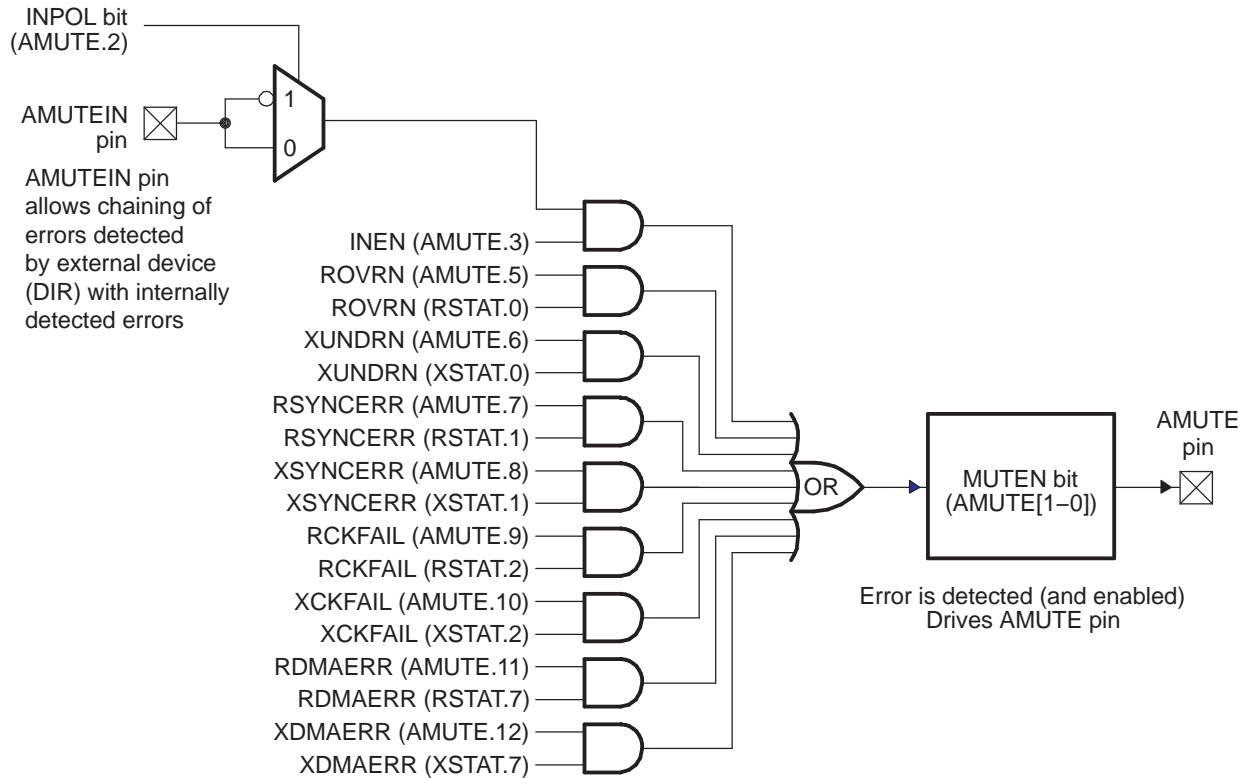 INPOL bit
(AMUTE.2)
1
AMUTEIN
pin
0
AMUTEIN pin
allows chaining of
errors detected
by external device
(DIR) with internally
detected errors
INEN (AMUTE.3)
ROVRN (AMUTE.5)
ROVRN (RSTAT.0)
XUNDRN (AMUTE.6)
XUNDRN (XSTAT.0)
RSYNCERR (AMUTE.7)
RSYNCERR (RSTAT.1)
XSYNCERR (AMUTE.8)
XSYNCERR (XSTAT.1)
RCKFAIL (AMUTE.9)
RCKFAIL (RSTAT.2)
XCKFAIL (AMUTE.10)
XCKFAIL (XSTAT.2)
RDMAERR (AMUTE.11)
RDMAERR (RSTAT.7)
XDMAERR (AMUTE.12)
XDMAERR (XSTAT.7)
OR
MUTEN bit
(AMUTE[1−0])
AMUTE
pin
Error is detected (and enabled)
Drives AMUTE pin